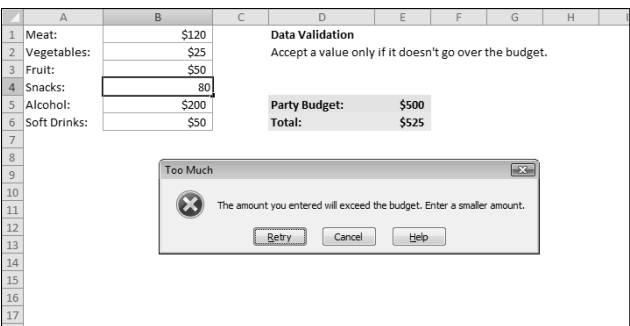 A B C D E F G H I
1 Meat: $120 Data Validation
2 Vegetables: $25 Accept a value only if it doesn't go over the budget.
3 Fruit: $50
4 Snacks: 80
5 Alcohol: $200 Party Budget: $500
6 Soft Drinks: $50 Total: $525
7
8
9
10
11
12
13
14
15
16
17
Too Much
The amount you entered will exceed the budget. Enter a smaller amount.
Retry Cancel Help